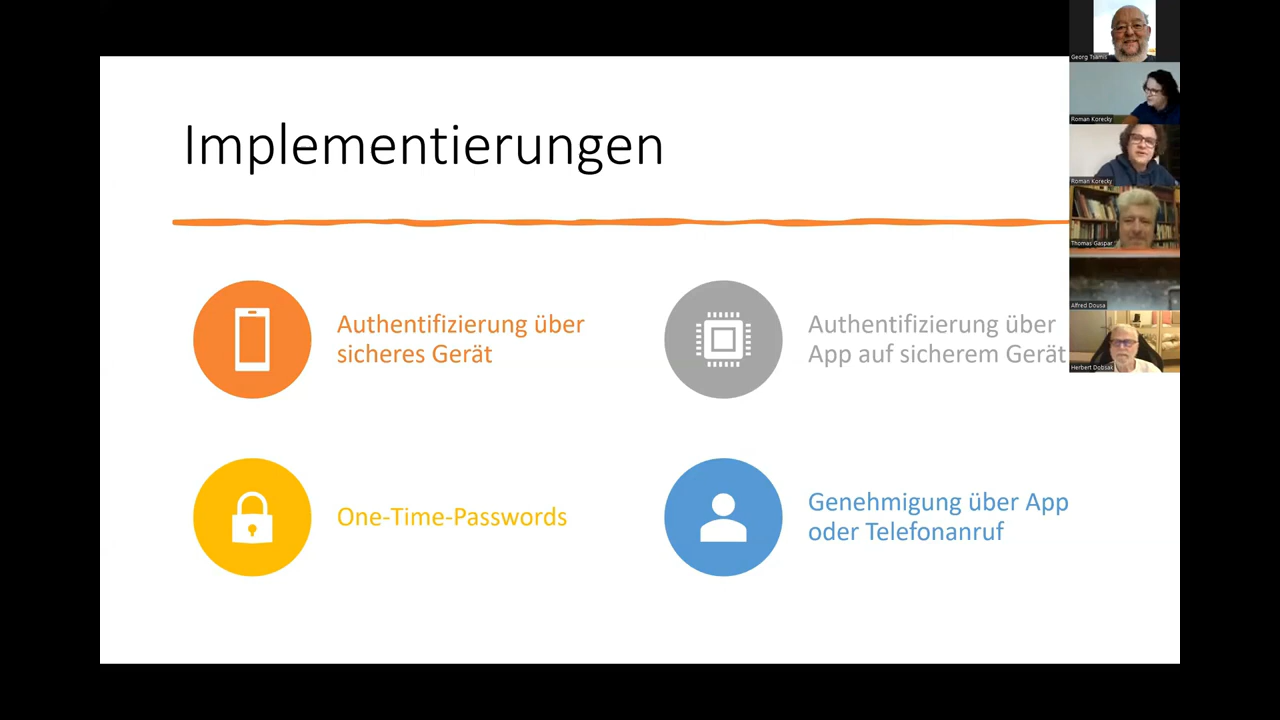 Implementierungen
Authentifizierung über
sicheres Gerät
Authentifizierung über
App auf sicherem Gerät
One-Time-Passwords
Genehmigung über App
oder Telefonanruf
Georg Tsamis
Roman Korecky
Roman Korecky
Thomas Gaspar
Alfred Dousa
Herbert Dobsak